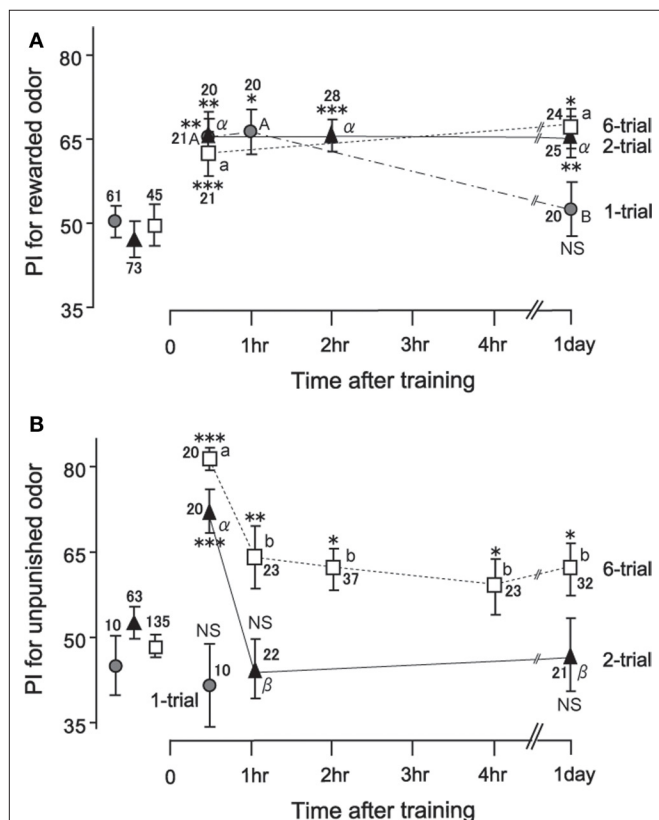 A
PI for rewarded odor
80
65
50
35
61
73
45
20
**
**
α
21
A
a
***
21
20
*
A
28
***
α
*
24
a
6-trial
25
α
2-trial
**
20
B
1-trial
NS
0
1hr
2hr
3hr
4hr
1day
Time after training
B
PI for unpunished odor
80
65
50
35
10
63
135
***
20
a
20
α
***
NS
10
1-trial
**
b
23
NS
22
β
*
b
37
*
b
23
*
b
32
6-trial
2-trial
21
β
NS
0
1hr
2hr
3hr
4hr
1day
Time after training